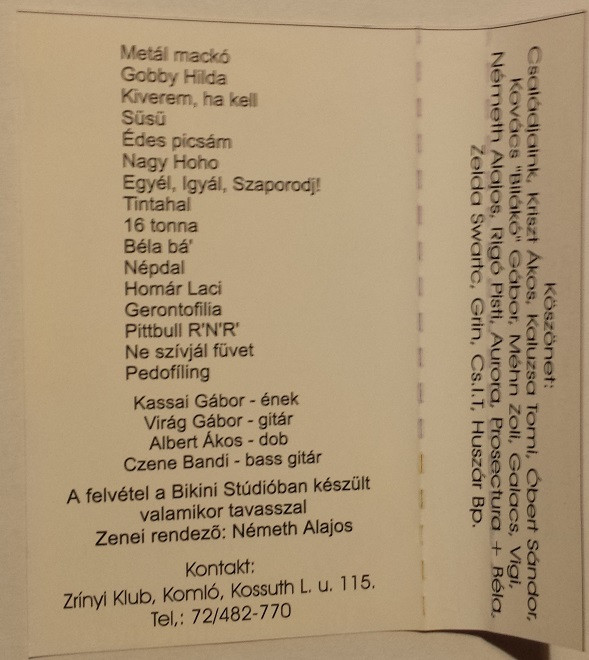 Metál mackó
Gobby Hilda
Kiverem, ha kell
Süsü
Édes picsám
Nagy Hoho
Egyél, Igyál, Szaporodj!
Tintahal
16 tonna
Béla bá'
Népdal
Homár Laci
Gerontofilia
Pittbull R'N'R'
Ne szívjál füvet
Pedofíling
Kassai Gábor - ének
Virág Gábor - gitár
Albert Ákos - dob
Czene Bandi - bass gitár
A felvétel a Bikini Stúdióban készült
valamikor tavasszal
Zenei rendezõ: Németh Alajos
Kontakt:
Zrínyi Klub, Komló, Kossuth L. u. 115.
Tel,: 72/482-770
Köszönet:
Családjaink, Kriszt Ákos, Kaluzsa Tomi, Óbert Sándor,
Kovács "Bilákó" Gábor, Méhn Zoli, Galacs, Vigi,
Németh Alajos, Rigó Pisti, Aurora, Prosectura + Béla,
Zelda Swartc, Grin, Cs.I.T, Huszár Bp.